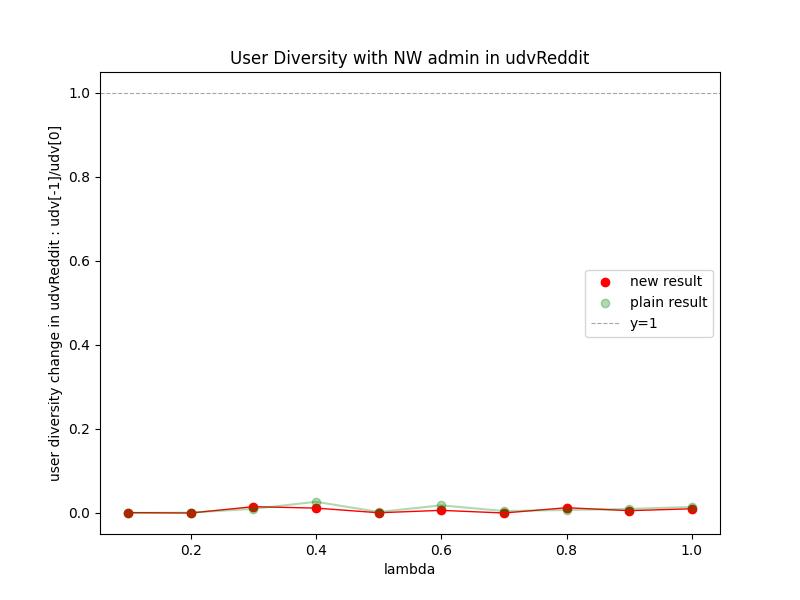 User Diversity with NW admin in udvReddit
user diversity change in udvReddit : udv[-1]/udv[0]
1.0
0.8
0.6
0.4
0.2
0.0
new result
plain result
y=1
0.2 0.4 0.6 0.8 1.0
lambda